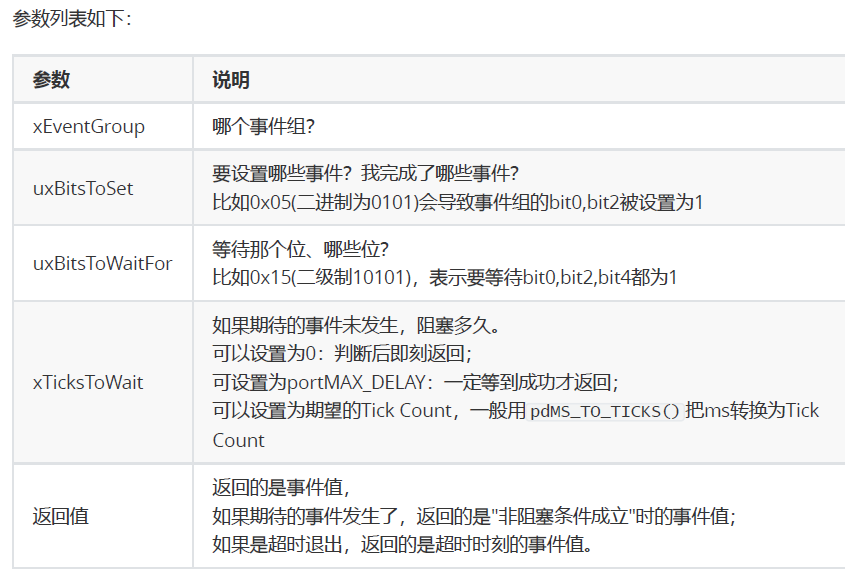 参数列表如下：
参数
说明
xEventGroup
哪个事件组？
uxBitsToSet
要设置哪些事件？我完成了哪些事件？
比如0x05(二进制为0101)会导致事件组的bit0,bit2被设置为1
uxBitsToWaitFor
等待那个位、哪些位？
比如0x15(二级制10101)，表示要等待bit0,bit2,bit4都为1
xTicksToWait
如果期待的事件未发生，阻塞多久。
可以设置为0：判断后即刻返回；
可设置为portMAX_DELAY：一定等到成功才返回；
可以设置为期望的Tick Count，一般用pdMS_TO_TICKS()把ms转换为Tick
Count
返回值
返回的是事件值，
如果期待的事件发生了，返回的是"非阻塞条件成立"时的事件值；
如果是超时退出，返回的是超时时刻的事件值。